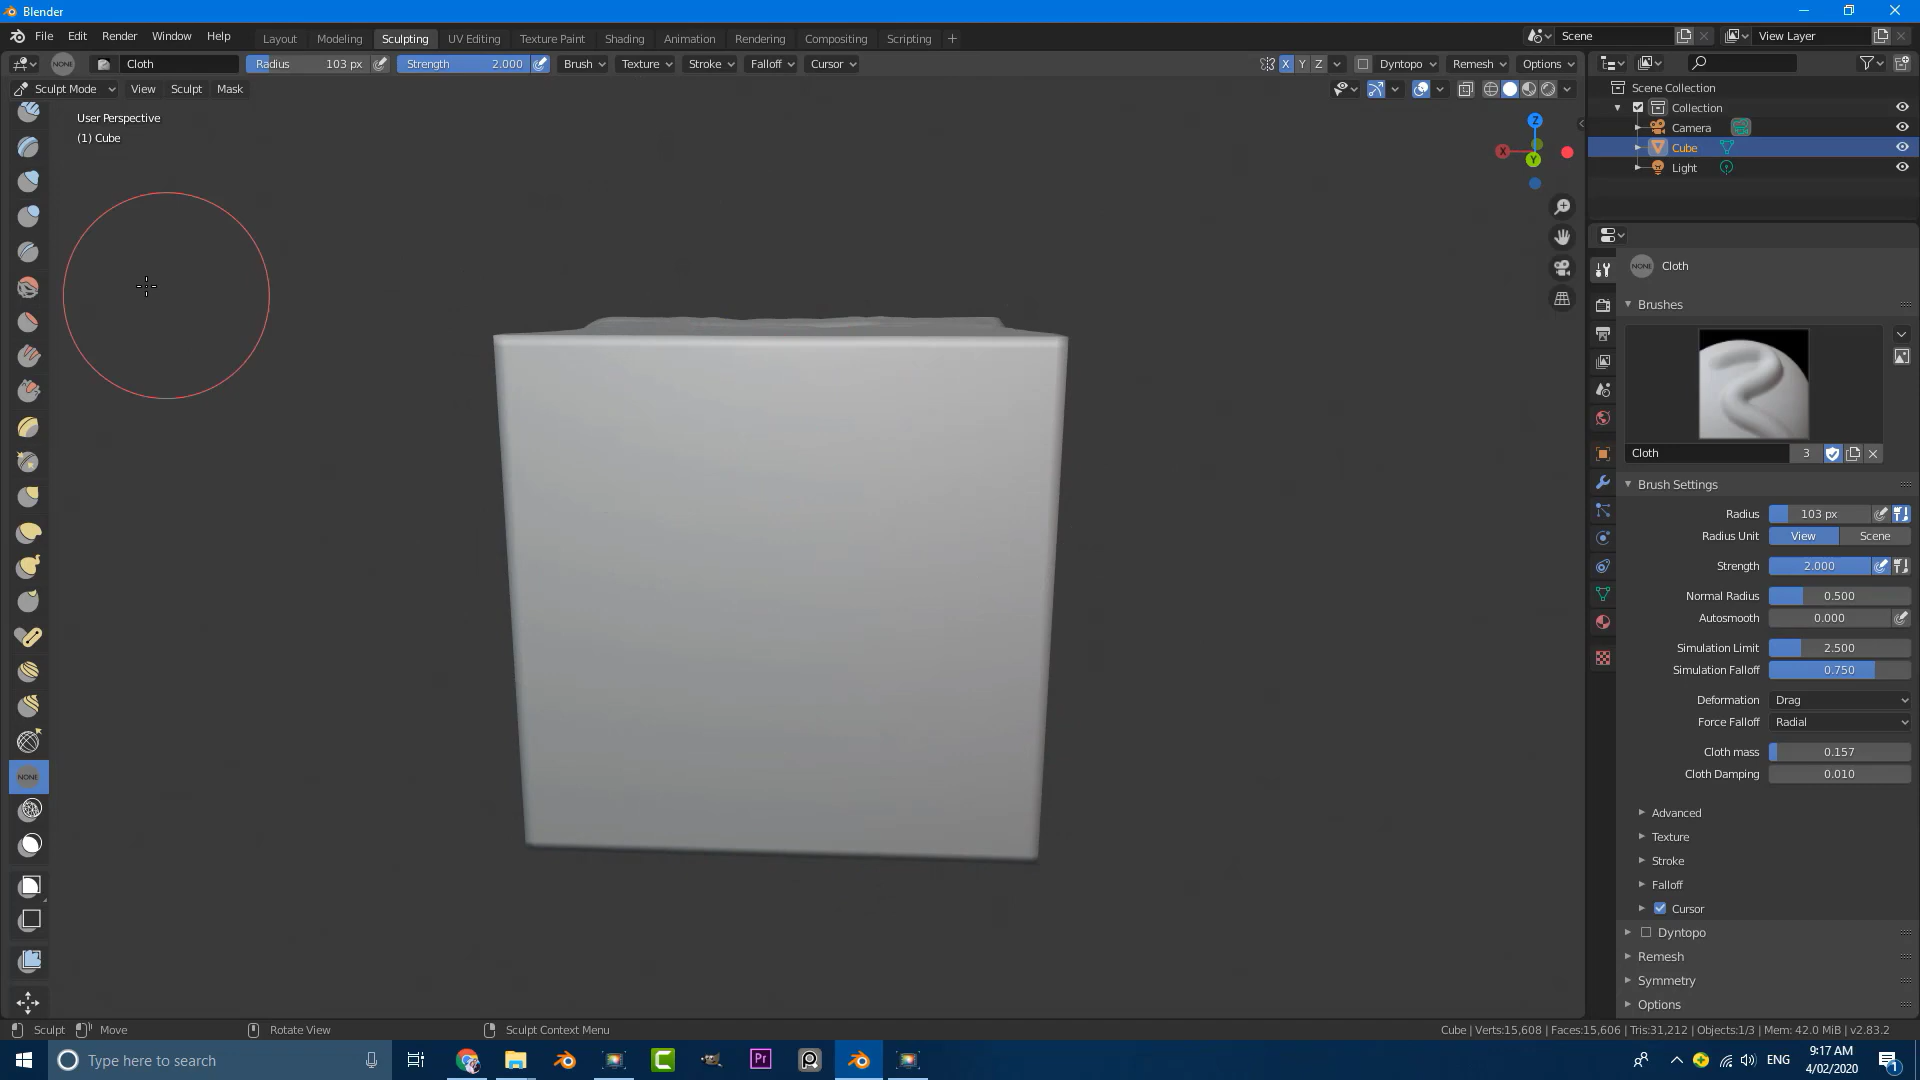 Blender
File Edit Render Window Help
Layout Modeling Sculpting UV Editing Texture Paint Shading Animation Rendering Compositing Scripting +
Scene
View Layer
NONE Cloth Radius 103 px Strength 2.000 Brush Texture Stroke Falloff Cursor
X Y Z Dyntopo Remesh Options
Sculpt Mode View Sculpt Mask
User Perspective
(1) Cube
Z
X
Y
NONE
Scene Collection
Collection
Camera
Cube
Light
NONE Cloth
Brushes
Cloth 3
Brush Settings
Radius 103 px
Radius Unit View Scene
Strength 2.000
Normal Radius 0.500
Autosmooth 0.000
Simulation Limit 2.500
Simulation Falloff 0.750
Deformation Drag
Force Falloff Radial
Cloth mass 0.157
Cloth Damping 0.010
Advanced
Texture
Stroke
Falloff
Cursor
Dyntopo
Remesh
Symmetry
Options
Sculpt Move Rotate View Sculpt Context Menu
Cube | Verts:15,608 | Faces:15,606 | Tris:31,212 | Objects:1/3 | Mem: 42.0 MiB | v2.83.2
Type here to search
Pr
ENG
9:17 AM
4/02/2020
1